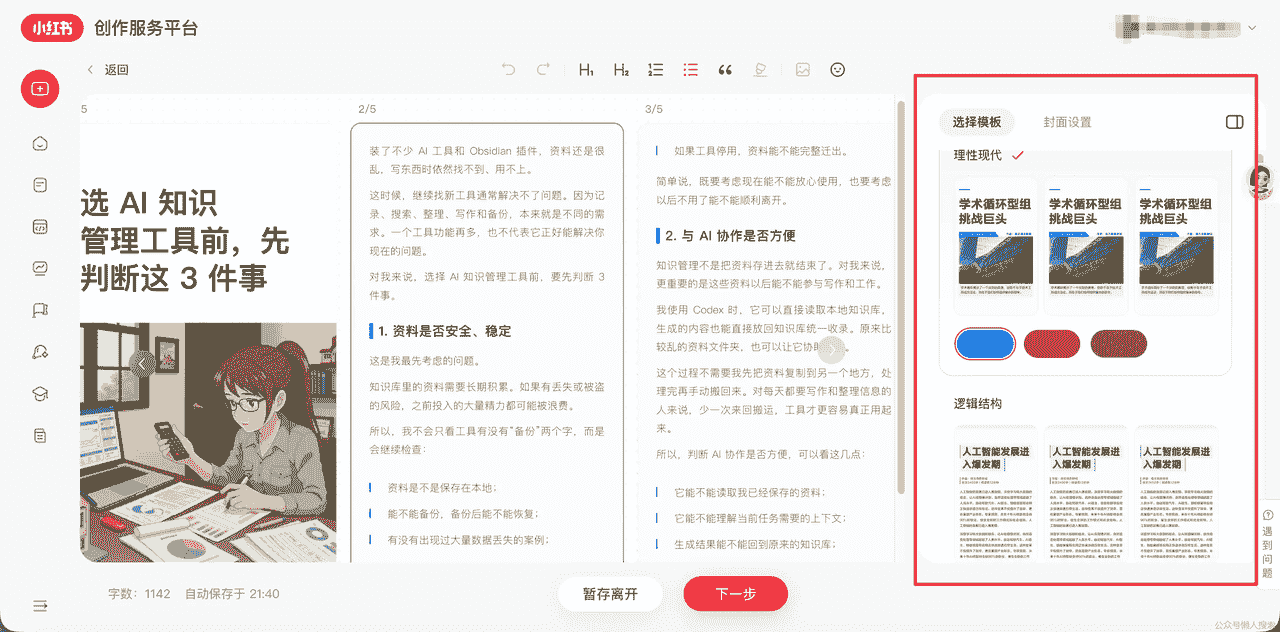 小红书 创作服务平台
返回
H1 H2
5
选 AI 知识
管理工具前，先
判断这 3 件事
2/5
装了不少 AI 工具和 Obsidian 插件，资料还是很
乱，写东西时依然找不到、用不上。
这时候，继续找新工具通常解决不了问题。因为记
录、搜索、整理、写作和备份，本来就是不同的需
求。一个工具功能再多，也不代表它正好能解决你
现在的问题。
对我来说，选择 AI 知识管理工具前，要先判断 3
件事。
1. 资料是否安全、稳定
这是我最先考虑的问题。
知识库里的资料需要长期积累。如果有丢失或被盗
的风险，之前投入的大量精力都可能被浪费。
所以，我不会只看工具有没有“备份”两个字，而是
会继续检查：
资料是不是保存在本地；
有没有出现过大量数据丢失的案例；
3/5
如果工具停用，资料能不能完整迁出。
简单说，既要考虑现在能不能放心使用，也要考虑
以后不用了能不能顺利离开。
2. 与 AI 协作是否方便
知识管理不是把资料存进去就结束了。对我来说，
更重要的是这些资料以后能不能参与写作和工作。
我使用 Codex 时，它可以直接读取本地知识库，
生成的内容也能直接放回知识库统一收录。原来比
较乱的资料文件夹，也可以让它协助
这个过程不需要我先把资料复制到另一个地方，处
理完再手动搬回来。对每天都要写作和整理信息的
人来说，少一次来回搬运，工具才更容易真正用起
来。
所以，判断 AI 协作是否方便，可以看这几点：
它能不能读取我已经保存的资料；
它能不能理解当前任务需要的上下文；
生成结果能不能回到原来的知识库；
选择模板 封面设置
理性现代
学术循环型组 学术循环型组 学术循环型组
挑战巨头 挑战巨头 挑战巨头
逻辑结构
人工智能发展进 人工智能发展进 人工智能发展进
入爆发期 入爆发期 入爆发期
遇到问题
字数：1142 自动保存于 21:40
暂存离开 下一步
公众号懒人搜索